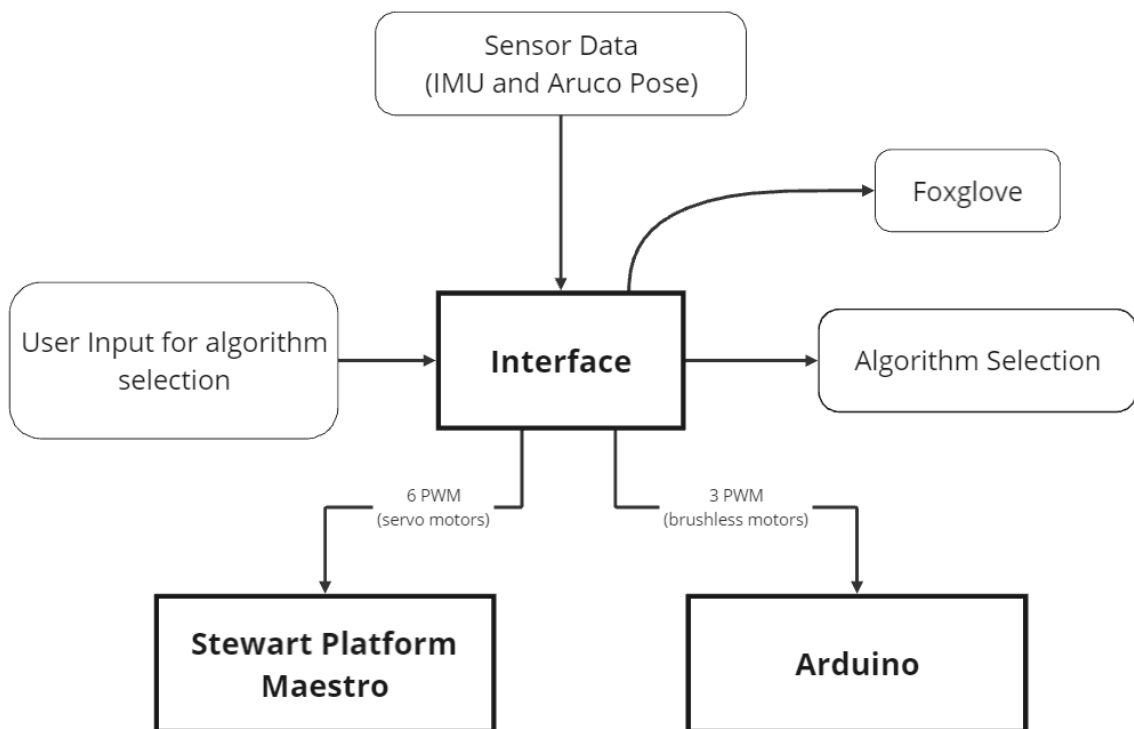 Sensor Data
(IMU and Aruco Pose)
Foxglove
User Input for algorithm
selection
Interface
Algorithm Selection
6 PWM
(servo motors)
3 PWM
(brushless motors)
Stewart Platform
Maestro
Arduino